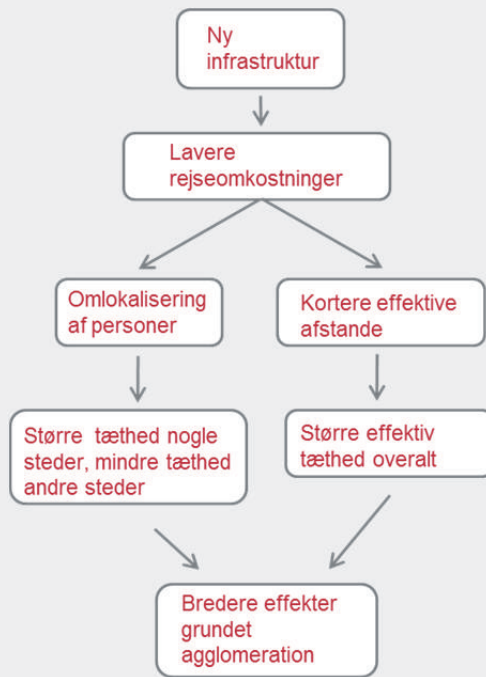 Ny
infrastruktur
Lavere
rejseomkostninger
Omlokalisering
af personer
Kortere effektive
afstande
Større tæthed nogle
steder, mindre tæthed
andre steder
Større effektiv
tæthed overalt
Bredere effekter
grundet
agglomeration